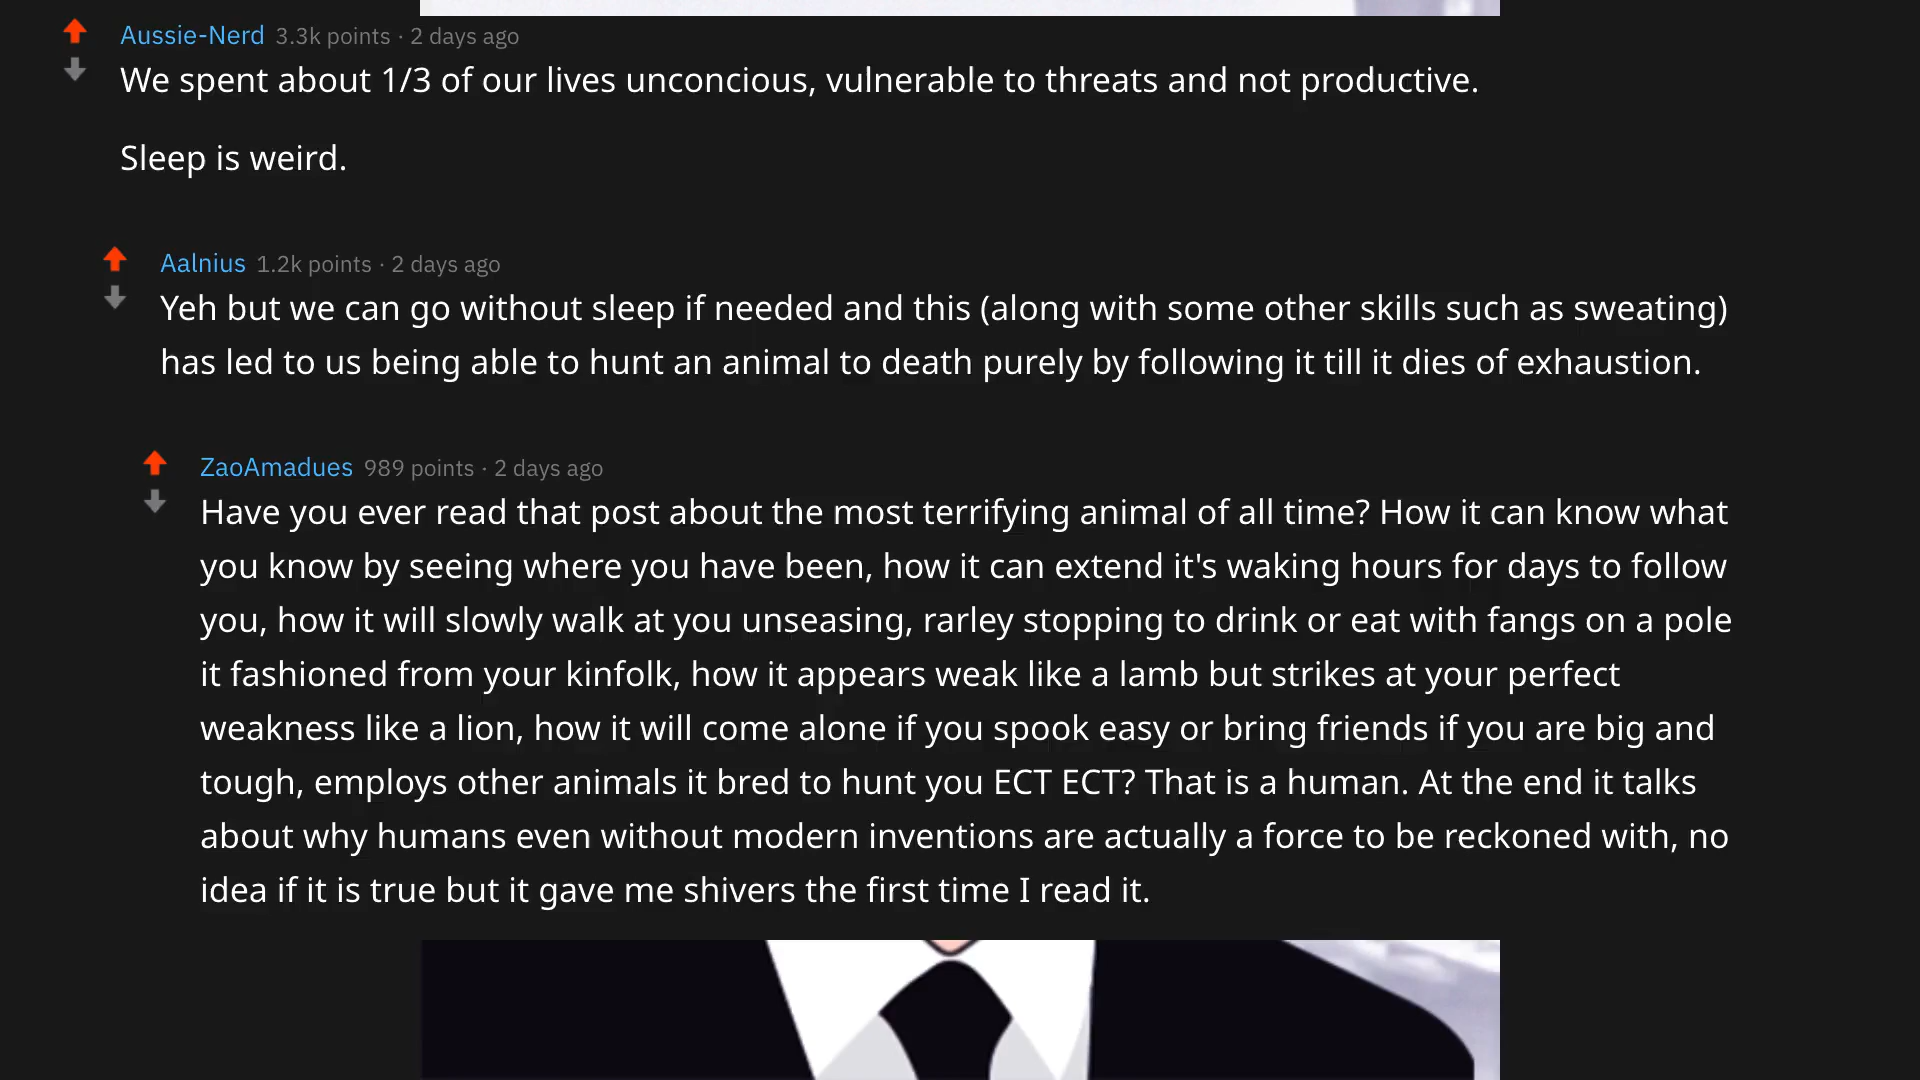 Aussie-Nerd 3.3k points · 2 days ago
We spent about 1/3 of our lives unconcious, vulnerable to threats and not productive.
Sleep is weird.
Aalnius 1.2k points · 2 days ago
Yeh but we can go without sleep if needed and this (along with some other skills such as sweating)
has led to us being able to hunt an animal to death purely by following it till it dies of exhaustion.
ZaoAmadues 989 points · 2 days ago
Have you ever read that post about the most terrifying animal of all time? How it can know what
you know by seeing where you have been, how it can extend it's waking hours for days to follow
you, how it will slowly walk at you unseasing, rarley stopping to drink or eat with fangs on a pole
it fashioned from your kinfolk, how it appears weak like a lamb but strikes at your perfect
weakness like a lion, how it will come alone if you spook easy or bring friends if you are big and
tough, employs other animals it bred to hunt you ECT ECT? That is a human. At the end it talks
about why humans even without modern inventions are actually a force to be reckoned with, no
idea if it is true but it gave me shivers the first time I read it.